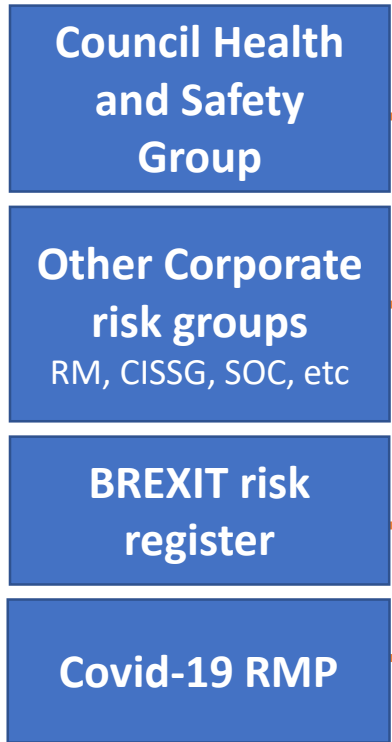 Council Health
and Safety
Group
Other Corporate
risk groups
RM, CISSG, SOC, etc
BREXIT risk
register
Covid-19 RMP